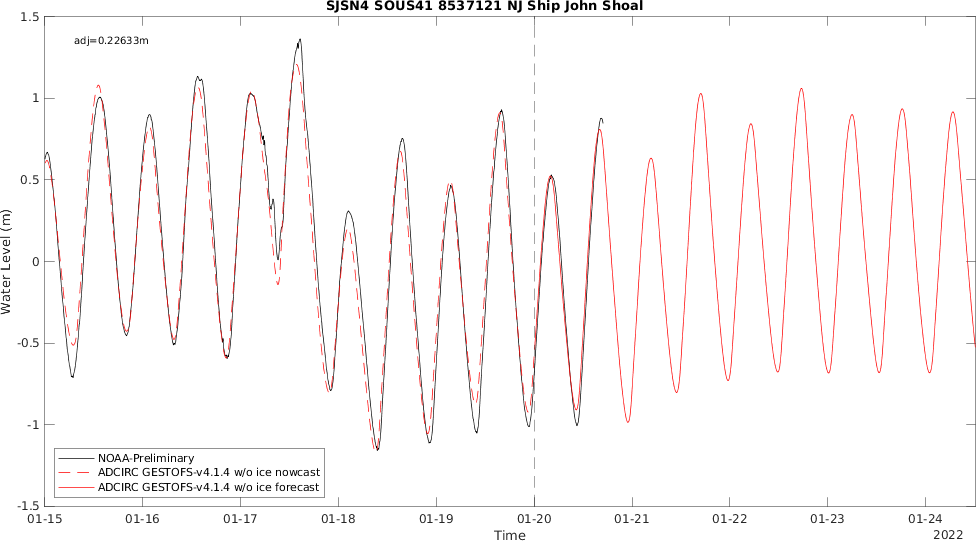 SJSN4 SOUS41 8537121 NJ Ship John Shoal
adj=0.22633m
1.5
1
0.5
0
-0.5
-1
-1.5
Water Level (m)
NOAA-Preliminary
ADCIRC GESTOFS-v4.1.4 w/o ice nowcast
ADCIRC GESTOFS-v4.1.4 w/o ice forecast
01-15 01-16 01-17 01-18 01-19 01-20 01-21 01-22 01-23 01-24
Time
2022